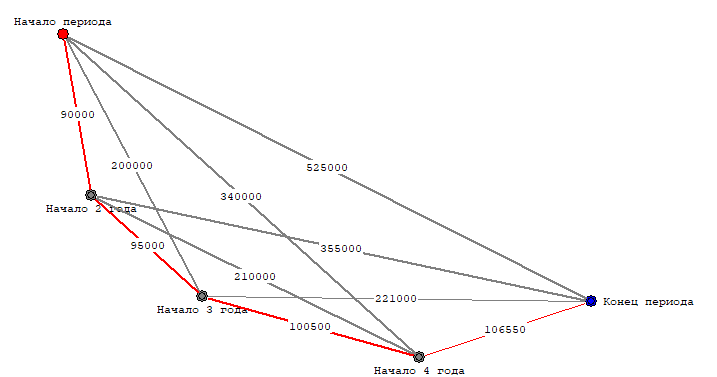 Начало периода
90000
200000
525000
340000
Начало 2 года
95000
355000
210000
221000
Конец периода
Начало 3 года
100500
106550
Начало 4 года